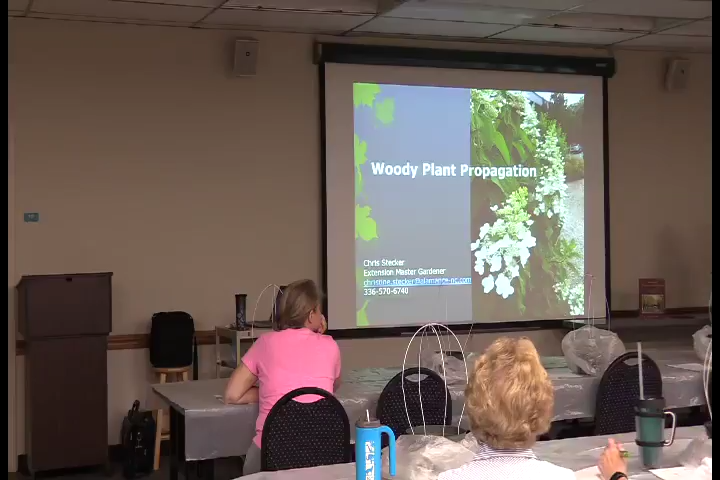 Woody Plant Propagation
Chris Stecker
Extension Master Gardener
336-570-6740